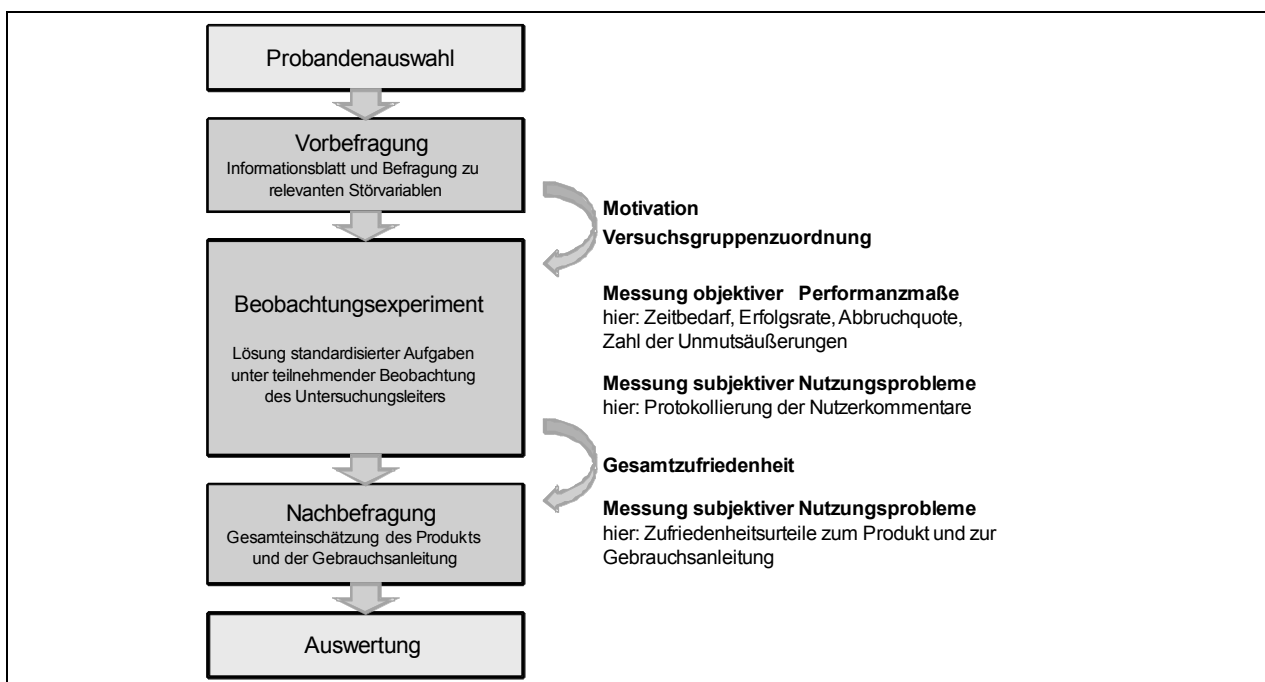 Probandenauswahl
Vorbefragung
Informationsblatt und Befragung zu
relevanten Störvariablen
Motivation
Versuchsgruppenzuordnung
Beobachtungsexperiment
Lösung standardisierter Aufgaben
unter teilnehmender Beobachtung
des Untersuchungsleiters
Messung objektiver Performanzmaße
hier: Zeitbedarf, Erfolgsrate, Abbruchquote,
Zahl der Unmutsäußerungen
Messung subjektiver Nutzungsprobleme
hier: Protokollierung der Nutzerkommentare
Gesamtzufriedenheit
Nachbefragung
Gesamteinschätzung des Produkts
und der Gebrauchsanleitung
Messung subjektiver Nutzungsprobleme
hier: Zufriedenheitsurteile zum Produkt und zur
Gebrauchsanleitung
Auswertung